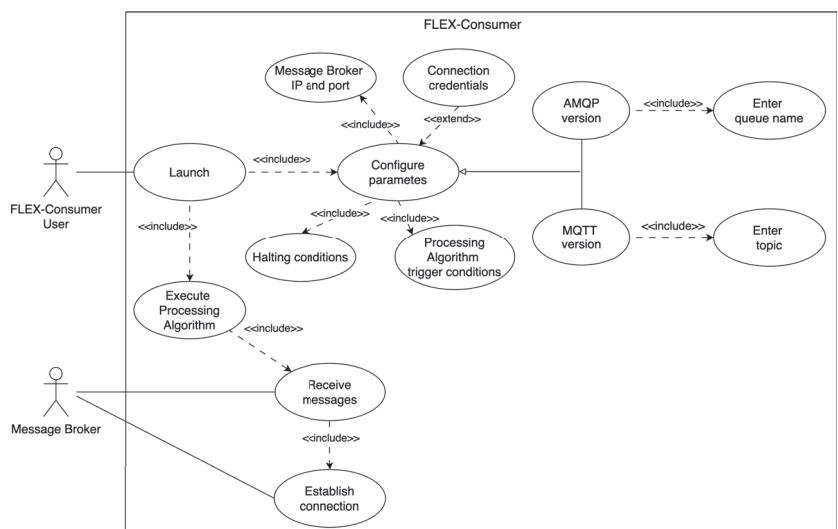 FLEX-Consumer
Message Broker
IP and port
Connection
credentials
AMQP
version
<<include>>
Enter
queue name
<<include>>
<<extend>>
Launch
<<include>>
Configure
parametes
FLEX-Consumer
User
<<include>>
<<include>>
<<include>>
Halting conditions
Processing
Algorithm
trigger conditions
MQTT
version
<<include>>
Enter
topic
Execute
Processing
Algorithm
<<include>>
Message Broker
Receive
messages
<<include>>
Establish
connection